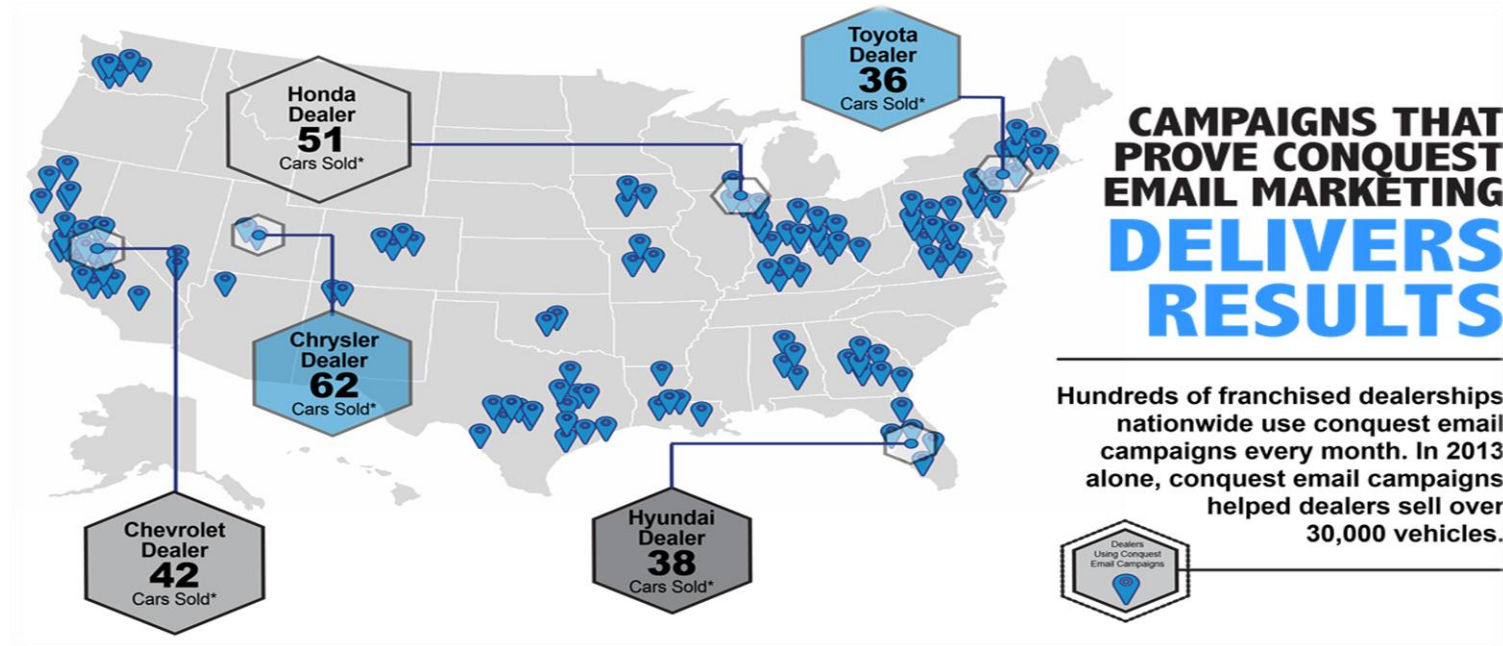 Toyota
Dealer
36
Cars Sold*
Honda
Dealer
51
Cars Sold*
CAMPAIGNS THAT
PROVE CONQUEST
EMAIL MARKETING
DELIVERS
RESULTS
Chrysler
Dealer
62
Cars Sold*
Hundreds of franchised dealerships
nationwide use conquest email
campaigns every month. In 2013
alone, conquest email campaigns
helped dealers sell over
30,000 vehicles.
Chevrolet
Dealer
42
Cars Sold*
Hyundai
Dealer
38
Cars Sold*
Dealers
Using Conquest
Email Campaigns